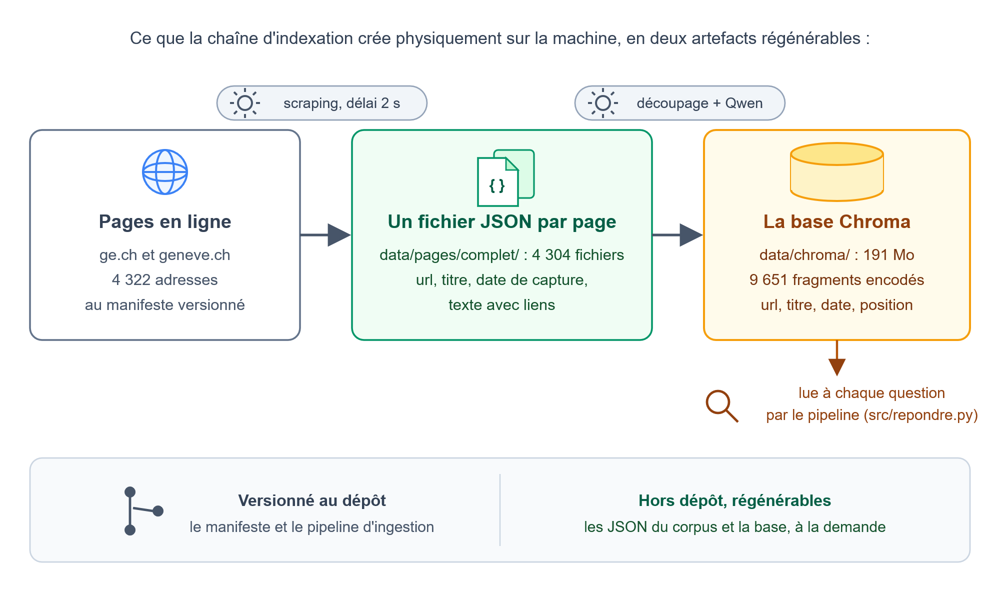 Ce que la chaîne d'indexation crée physiquement sur la machine, en deux artefacts régénérables :
scraping, délai 2 s
découpage + Qwen
Pages en ligne
ge.ch et geneve.ch
4 322 adresses
au manifeste versionné
{ }
Un fichier JSON par page
data/pages/complet/ : 4 304 fichiers
url, titre, date de capture,
texte avec liens
La base Chroma
data/chroma/ : 191 Mo
9 651 fragments encodés
url, titre, date, position
lue à chaque question
par le pipeline (src/repondre.py)
Versionné au dépôt
le manifeste et le pipeline d'ingestion
Hors dépôt, régénérables
les JSON du corpus et la base, à la demande